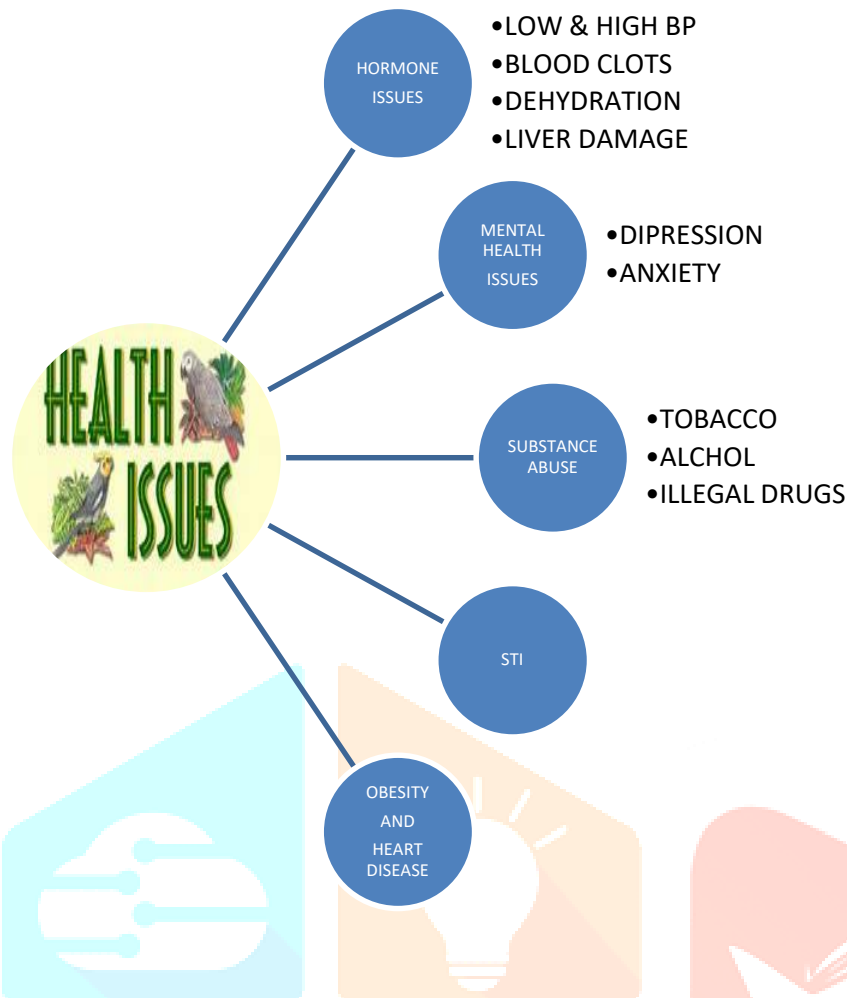 HORMONE
ISSUES
•LOW & HIGH BP
•BLOOD CLOTS
•DEHYDRATION
•LIVER DAMAGE
MENTAL
HEALTH
ISSUES
•DIPRESSION
•ANXIETY
HEALTH
ISSUES
SUBSTANCE
ABUSE
•TOBACCO
•ALCHOL
•ILLEGAL DRUGS
STI
OBESITY
AND
HEART
DISEASE